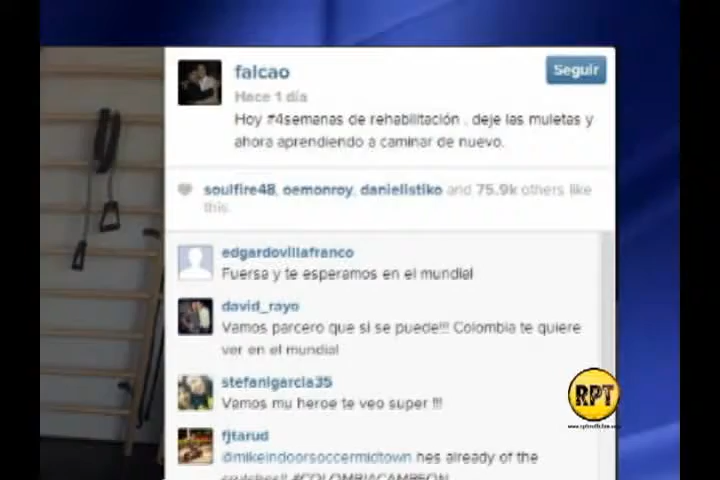 falcao
Seguir
Hace 1 día
Hoy #4semanas de rehabilitación . deje las muletas y
ahora aprendiendo a caminar de nuevo.
soulfire48, oemonroy, danielistiko and 75.9k others like
this.
edgardovillafranco
Fuersa y te esperamos en el mundial
david_rayo
Vamos parcero que si se puede!!! Colombia te quiere
ver en el mundial
stefanigarcia35
Vamos mu heroe te veo super !!!
RPT
fjtarud
@mikeindoorsoccermidtown hes already of the
crutches!! #COLOMBIACAMPEON